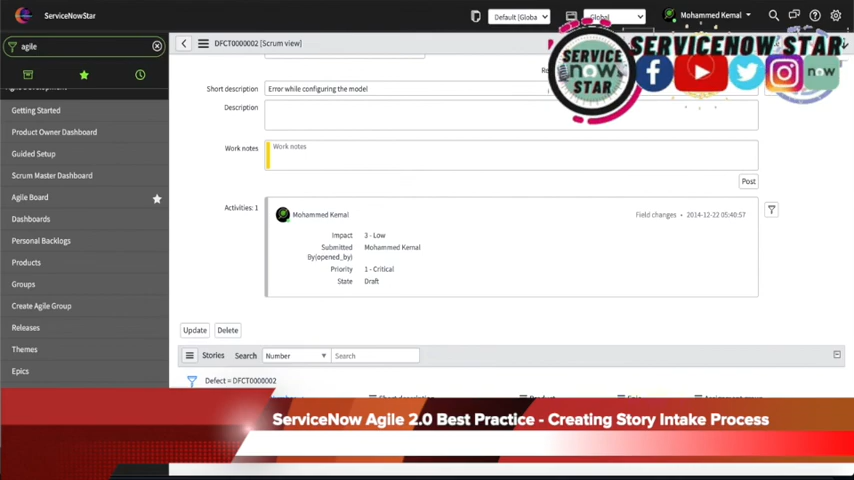 ServiceNowStar
Default (Globa
Global
Mohammed Kemal
agile
DFCT0000002 [Scrum view]
SERVICENOW STAR
SERVICE
now
STAR
now
Getting Started
Product Owner Dashboard
Guided Setup
Scrum Master Dashboard
Agile Board
Dashboards
Personal Backlogs
Products
Groups
Create Agile Group
Releases
Themes
Epics
Short description
Error while configuring the model
Description
Work notes
Work notes
Post
Activities: 1
Mohammed Kemal
Field changes • 2014-12-22 05:40:57
Impact 3 - Low
Submitted By(opened_by) Mohammed Kemal
Priority 1 - Critical
State Draft
Update
Delete
Stories
Search
Number
Search
Defect = DFCT0000002
ServiceNow Agile 2.0 Best Practice - Creating Story Intake Process